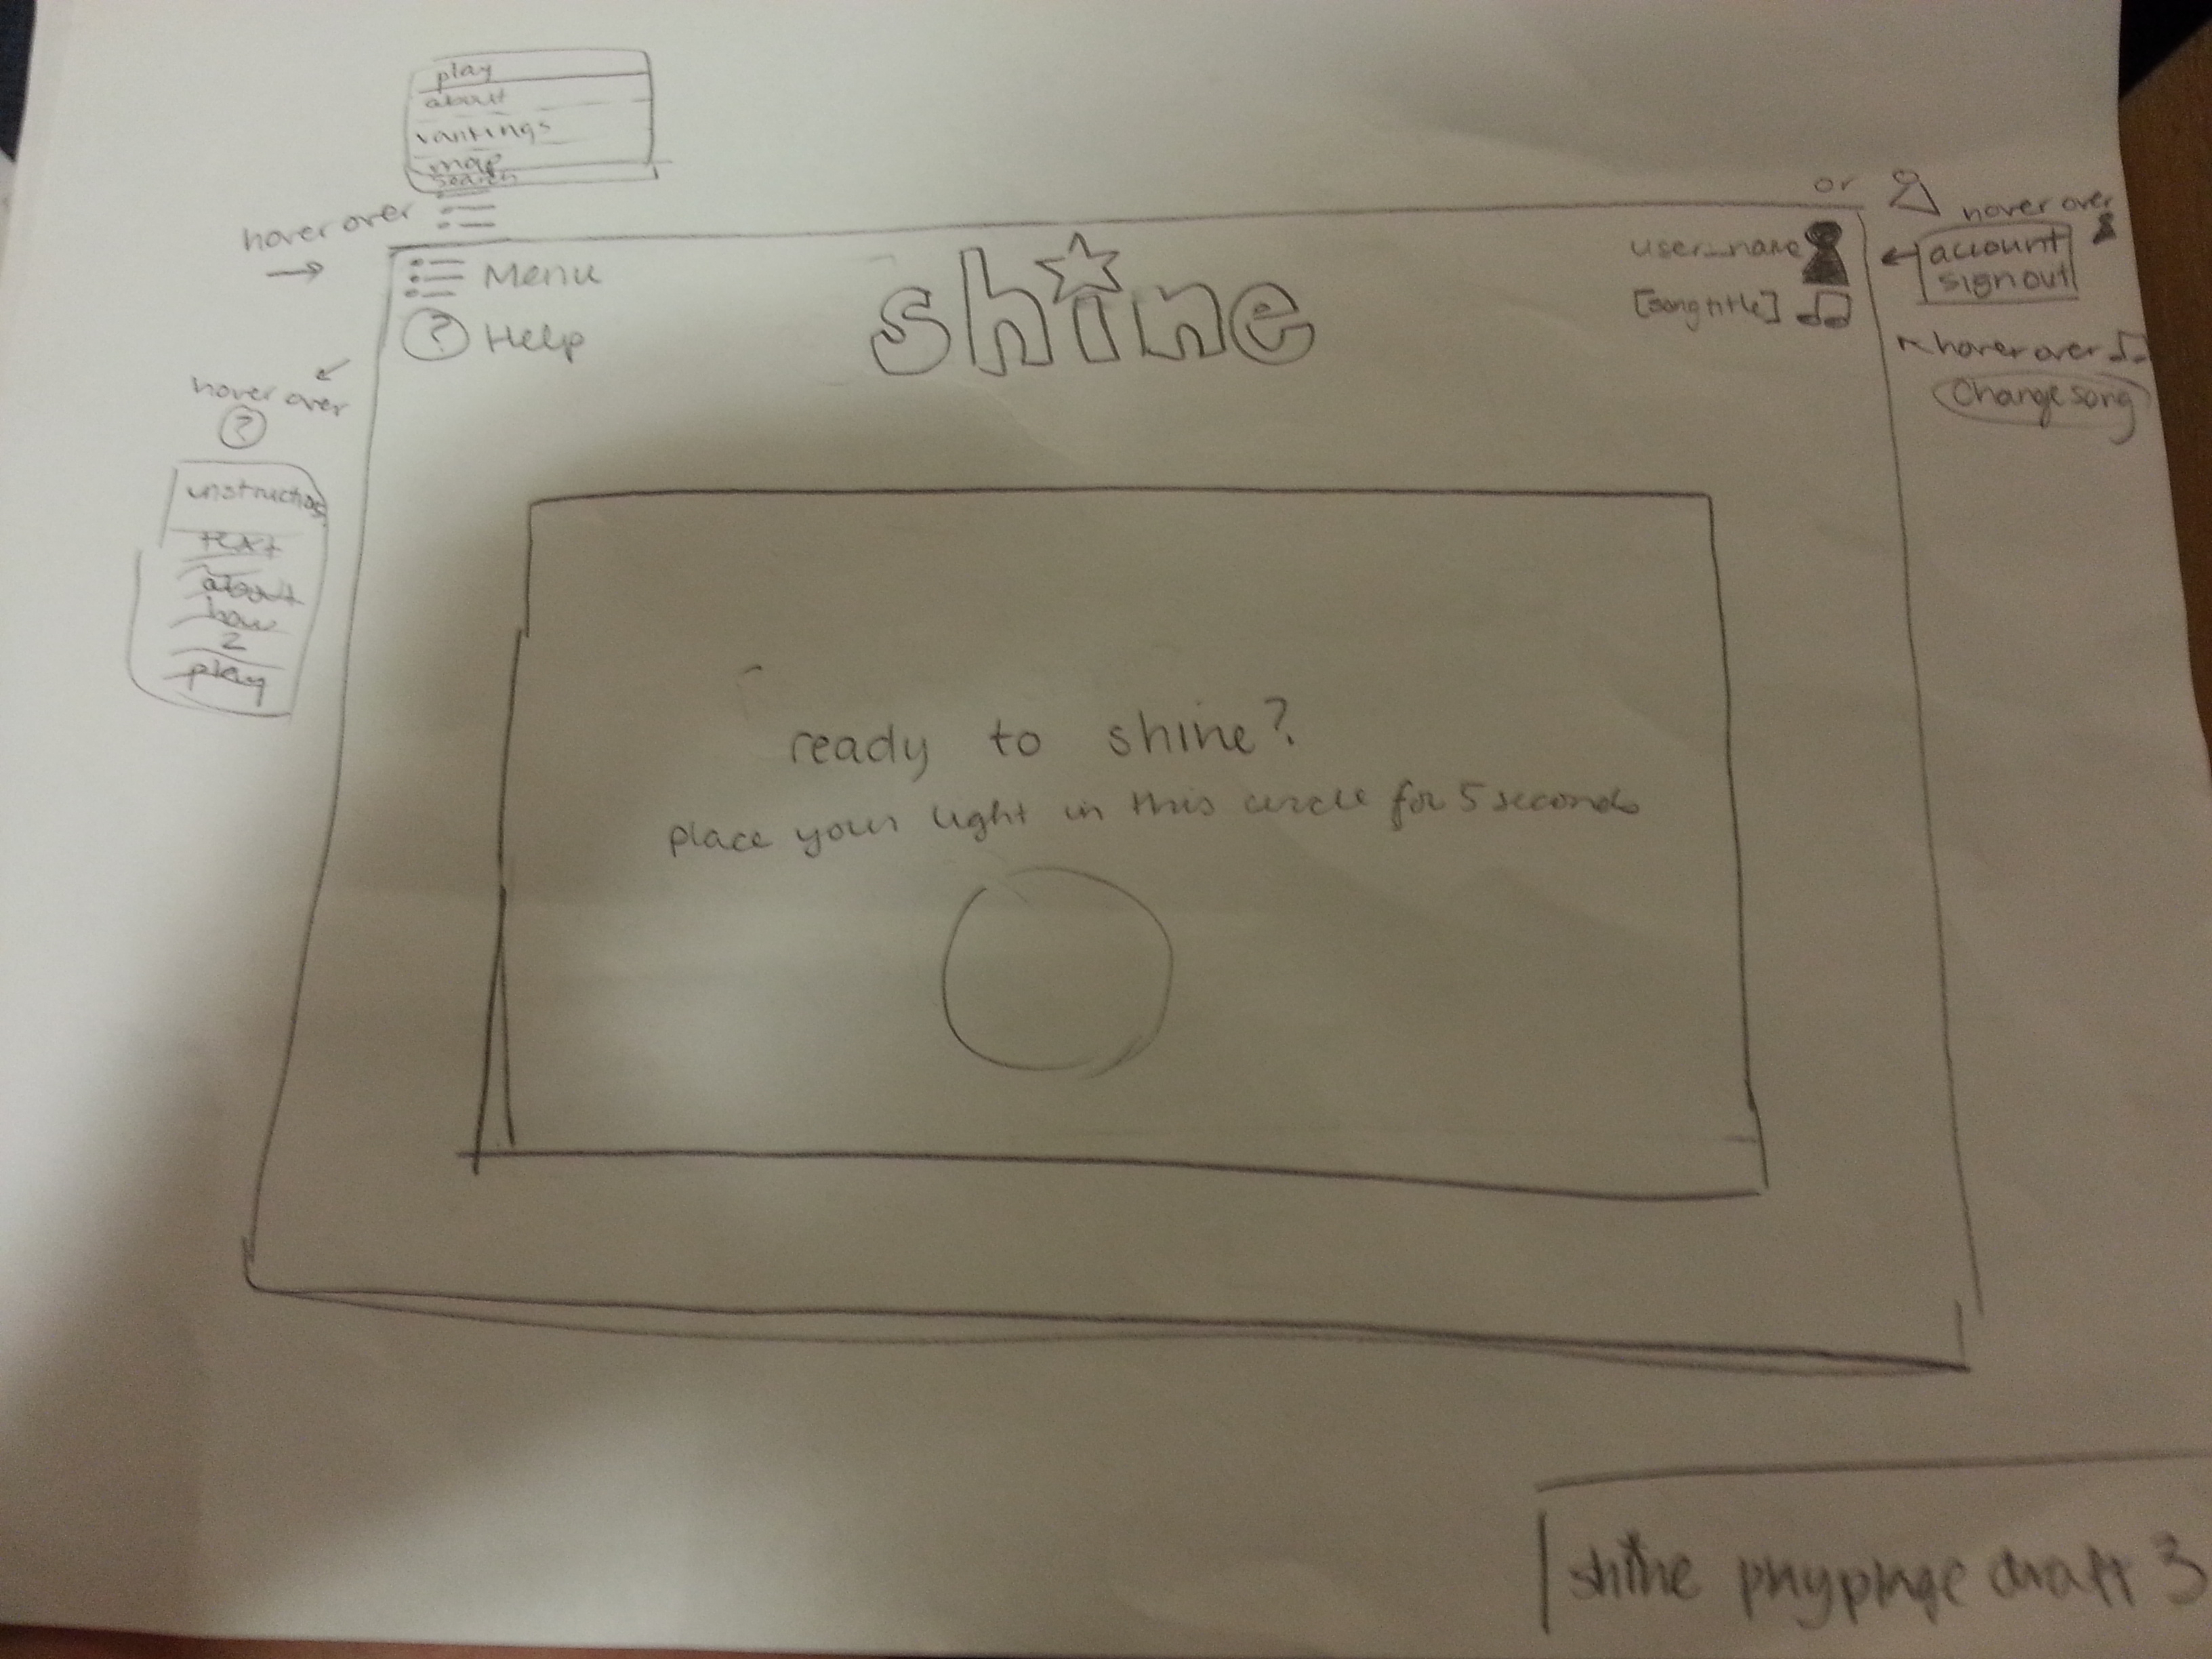 play
about
rantings
map
search
hover over
Menu
? Help
shine
user_name
[song title]
or
hover over
account
sign out
hover over
Change song
hover over
?
instructions
text
about
how
2
play
ready to shine?
place your light in this circle for 5 seconds
shine playpage draft 3